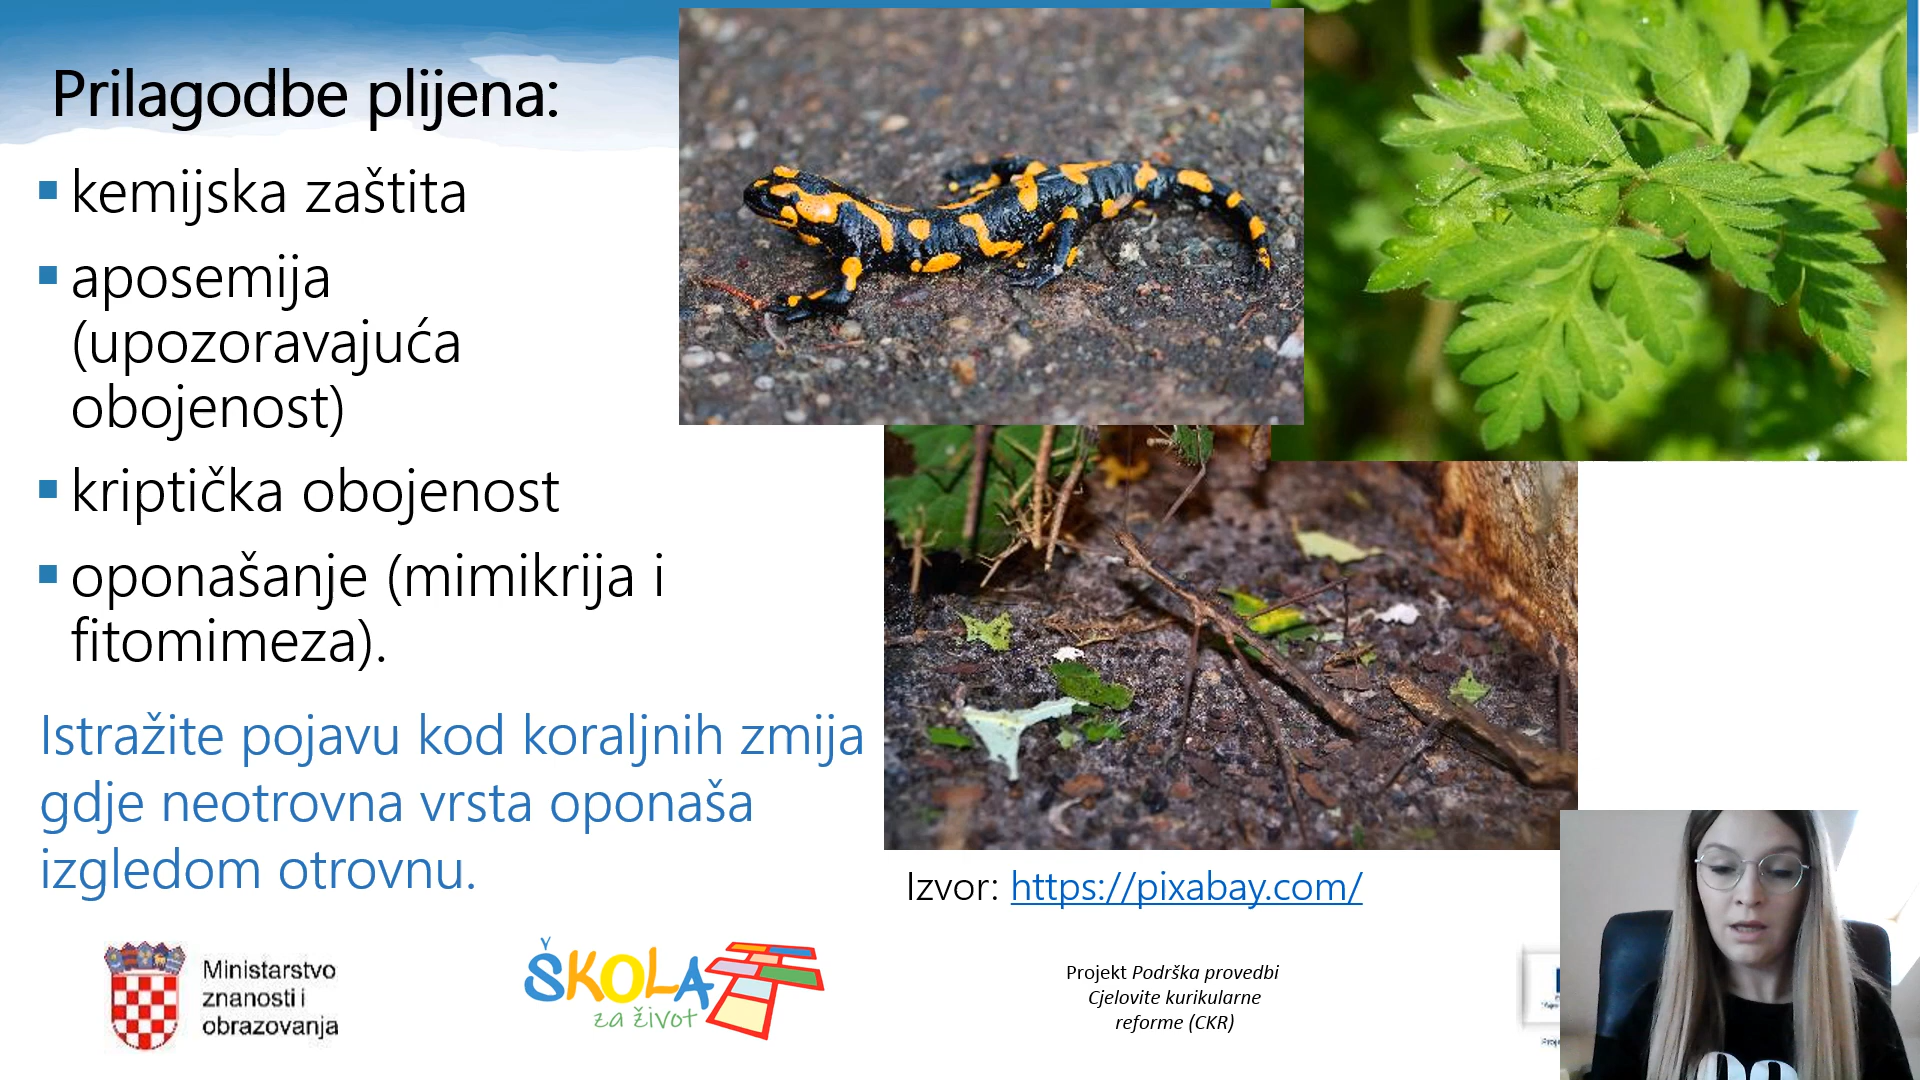 Prilagodbe plijena:
kemijska zaštita
aposemija
(upozoravajuća
obojenost)
kriptička obojenost
oponašanje (mimikrija i
fitomimeza).
Istražite pojavu kod koraljnih zmija
gdje neotrovna vrsta oponaša
izgledom otrovnu.
Izvor: https://pixabay.com/
Ministarstvo
znanosti i
obrazovanja
ŠKOLA
za život
Projekt Podrška provedbi
Cjelovite kurikularne
reforme (CKR)